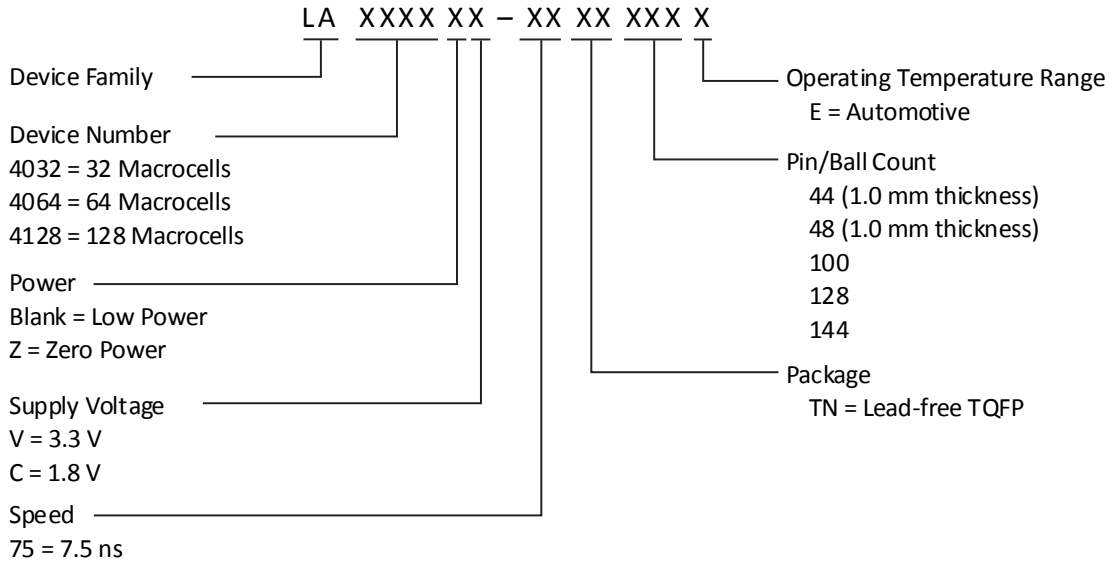 LA XXXX XX – XX XX XXX X
Device Family
Device Number
4032 = 32 Macrocells
4064 = 64 Macrocells
4128 = 128 Macrocells
Power
Blank = Low Power
Z = Zero Power
Supply Voltage
V = 3.3 V
C = 1.8 V
Speed
75 = 7.5 ns
Operating Temperature Range
E = Automotive
Pin/Ball Count
44 (1.0 mm thickness)
48 (1.0 mm thickness)
100
128
144
Package
TN = Lead-free TQFP